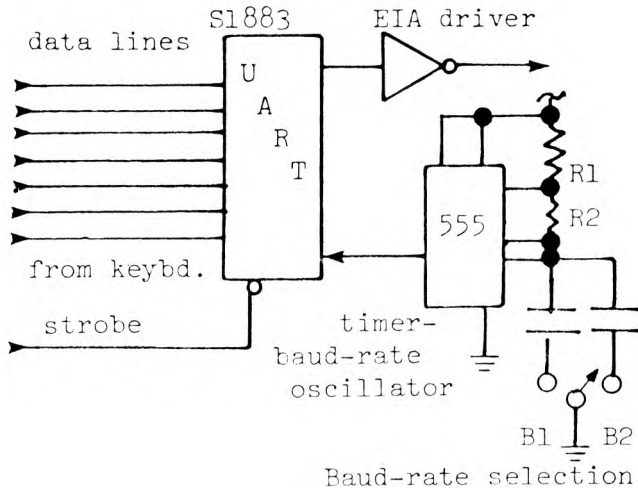 S1883
EIA driver
data lines
U
A
R
T
R1
555
R2
from keybd.
strobe
timer-
baud-rate
oscillator
B1
B2
Baud-rate selection